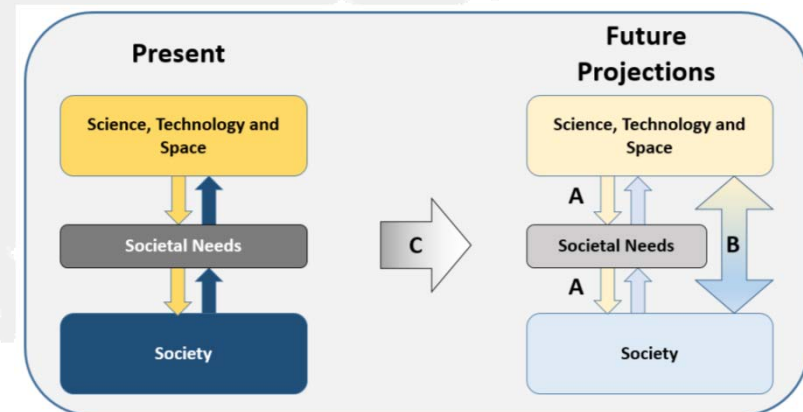 Present
Future
Projections
Science, Technology and
Space
Science, Technology and
Space
A
C
Societal Needs
Societal Needs
B
A
Society
Society